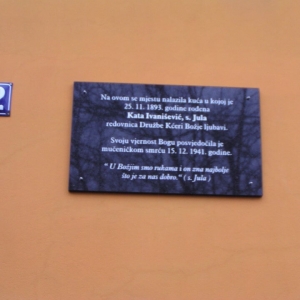 Na ovom se mjestu nalazila kuća u kojoj je
25. 11. 1893. godine rođena
Kata Ivanišević, s. Jula
redovnica Družbe Kćeri Božje ljubavi.
Svoju vjernost Bogu posvjedočila je
mučeničkom smrću 15. 12. 1941. godine.
" U Božjim smo rukama i on zna najbolje
što je za nas dobro." ( s. Jula )